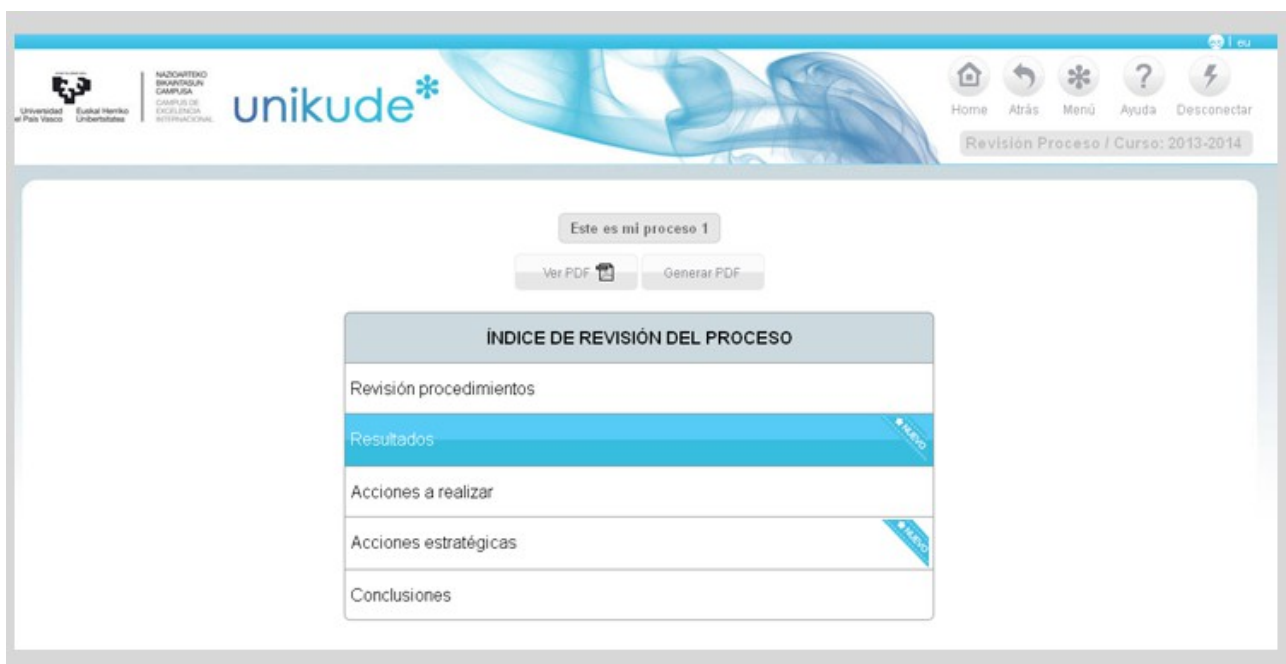 es | eu
Universidad Euskal Herriko
del País Vasco Unibertsitatea
NAZIOARTEKO
BIKAINTASUN
CAMPUSA
CAMPUS DE
EXCELENCIA
INTERNACIONAL
unikude*
Home Atrás Menú Ayuda Desconectar
Revisión Proceso / Curso: 2013-2014
Este es mi proceso 1
Ver PDF Generar PDF
ÍNDICE DE REVISIÓN DEL PROCESO
Revisión procedimientos
Resultados NUEVO
Acciones a realizar
Acciones estratégicas NUEVO
Conclusiones